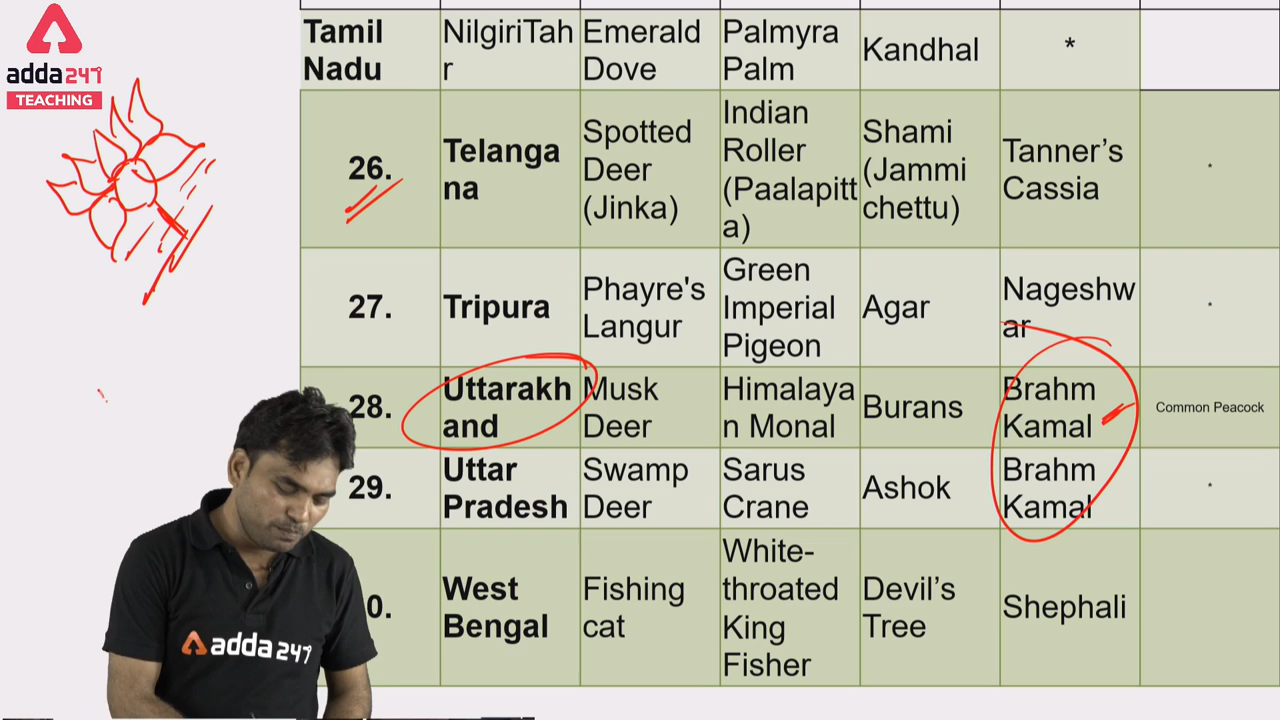 adda247
TEACHING
Tamil
Nadu
NilgiriTah
r
Emerald
Dove
Palmyra
Palm
Kandhal
*
26.
Telanga
na
Spotted
Deer
(Jinka)
Indian
Roller
(Paalapitt
a)
Shami
(Jammi
chettu)
Tanner’s
Cassia
*
27.
Tripura
Phayre's
Langur
Green
Imperial
Pigeon
Agar
Nageshw
ar
*
28.
Uttarakh
and
Musk
Deer
Himalaya
n Monal
Burans
Brahm
Kamal
Common Peacock
29.
Uttar
Pradesh
Swamp
Deer
Sarus
Crane
Ashok
Brahm
Kamal
*
0.
West
Bengal
Fishing
cat
White-
throated
King
Fisher
Devil’s
Tree
Shephali
adda247